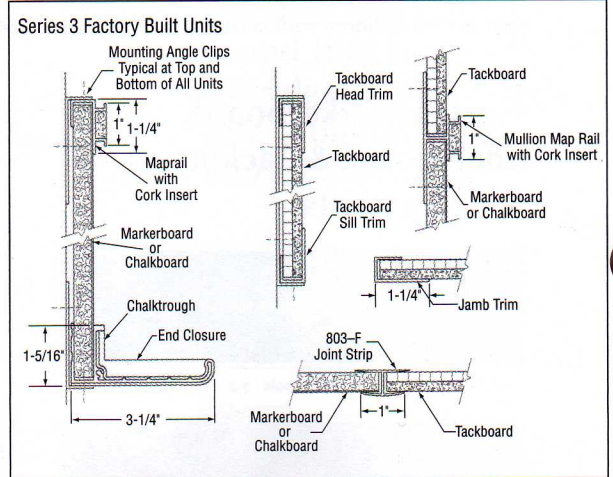 Series 3 Factory Built Units
Mounting Angle Clips
Typical at Top and
Bottom of All Units
1"
1-1/4"
Maprail
with
Cork Insert
Markerboard
or
Chalkboard
Chalktrough
End Closure
1-5/16"
3-1/4"
Tackboard
Head Trim
Tackboard
Tackboard
Sill Trim
Tackboard
1"
Mullion Map Rail
with Cork Insert
Markerboard
or Chalkboard
1-1/4"
Jamb Trim
803–F
Joint Strip
1"
Markerboard
or
Chalkboard
Tackboard